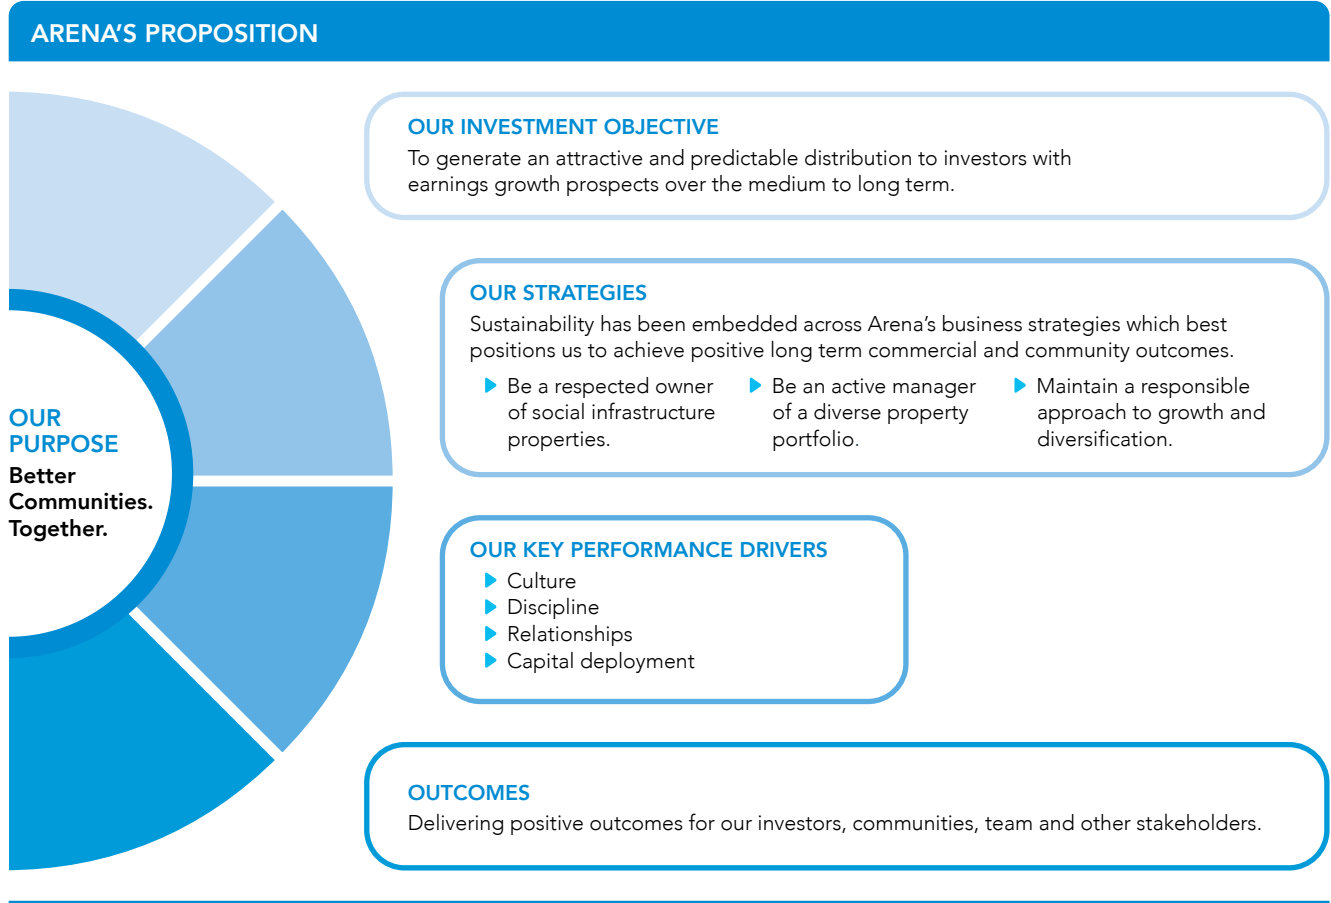 ARENA’S PROPOSITION
OUR PURPOSE
Better
Communities.
Together.
OUR INVESTMENT OBJECTIVE
To generate an attractive and predictable distribution to investors with
earnings growth prospects over the medium to long term.
OUR STRATEGIES
Sustainability has been embedded across Arena’s business strategies which best
positions us to achieve positive long term commercial and community outcomes.
Be a respected owner
of social infrastructure
properties.
Be an active manager
of a diverse property
portfolio.
Maintain a responsible
approach to growth and
diversification.
OUR KEY PERFORMANCE DRIVERS
Culture
Discipline
Relationships
Capital deployment
OUTCOMES
Delivering positive outcomes for our investors, communities, team and other stakeholders.